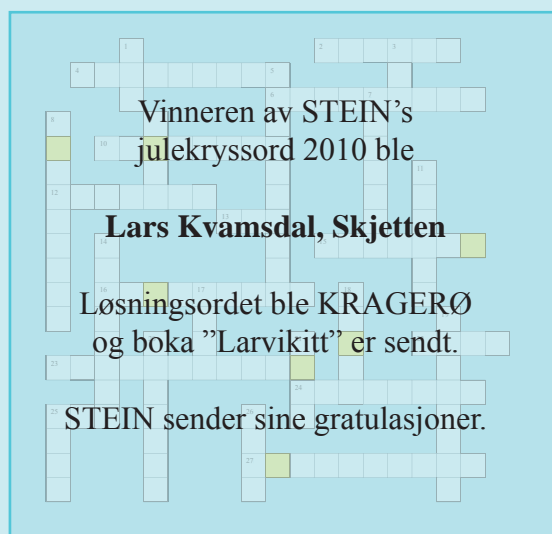 Vinneren av STEIN's
julekryssord 2010 ble
Lars Kvamsdal, Skjetten
Løsningsordet ble KRAGERØ
og boka ”Larvikitt” er sendt.
STEIN sender sine gratulasjoner.